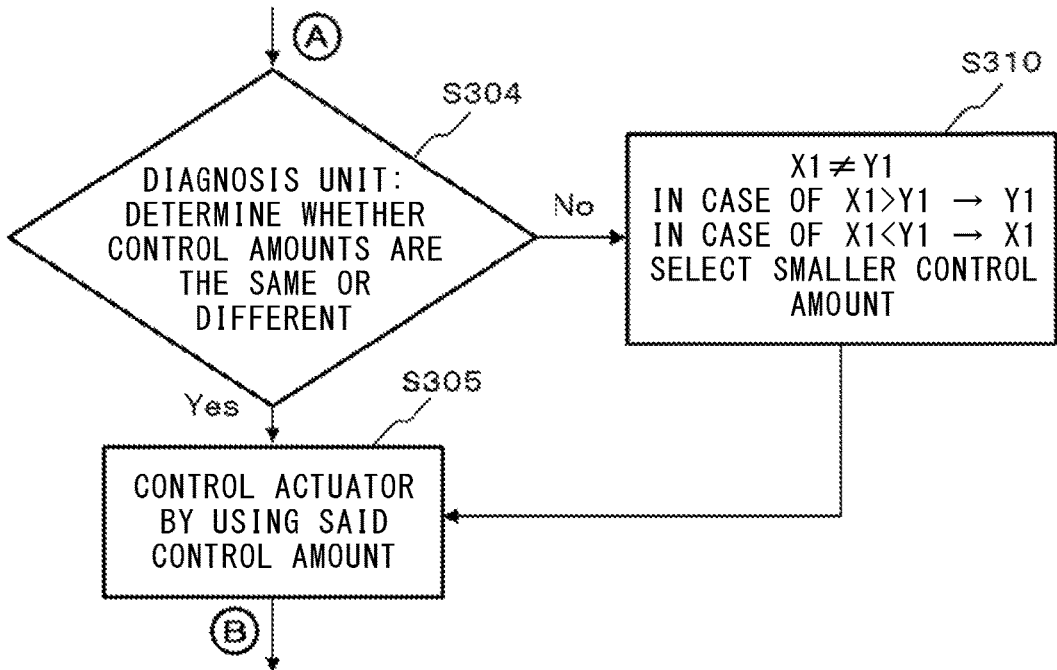 A
S304
DIAGNOSIS UNIT:
DETERMINE WHETHER
CONTROL AMOUNTS ARE
THE SAME OR
DIFFERENT
No
S310
X1≠Y1
IN CASE OF X1>Y1 → Y1
IN CASE OF X1<Y1 → X1
SELECT SMALLER CONTROL
AMOUNT
Yes
S305
CONTROL ACTUATOR
BY USING SAID
CONTROL AMOUNT
B